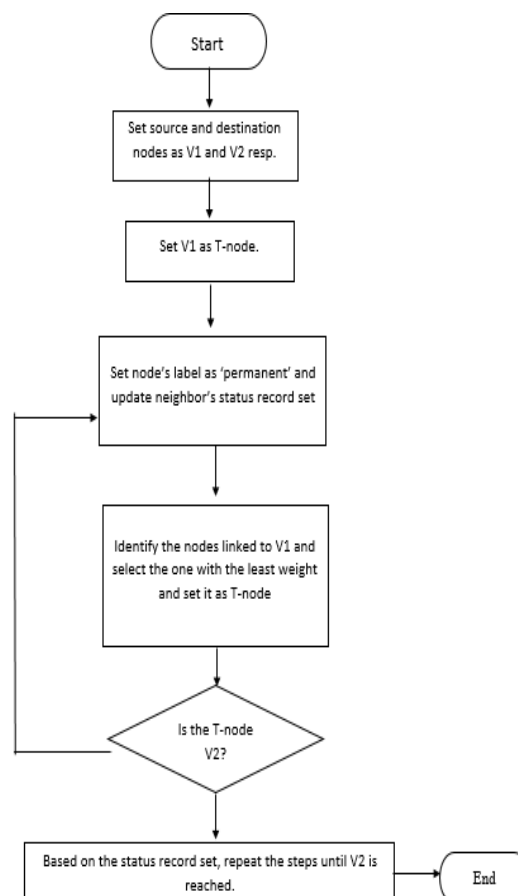 Start
Set source and destination
nodes as V1 and V2 resp.
Set V1 as T-node.
Set node's label as 'permanent' and
update neighbor's status record set
Identify the nodes linked to V1 and
select the one with the least weight
and set it as T-node
Is the T-node
V2?
Based on the status record set, repeat the steps until V2 is
reached.
End